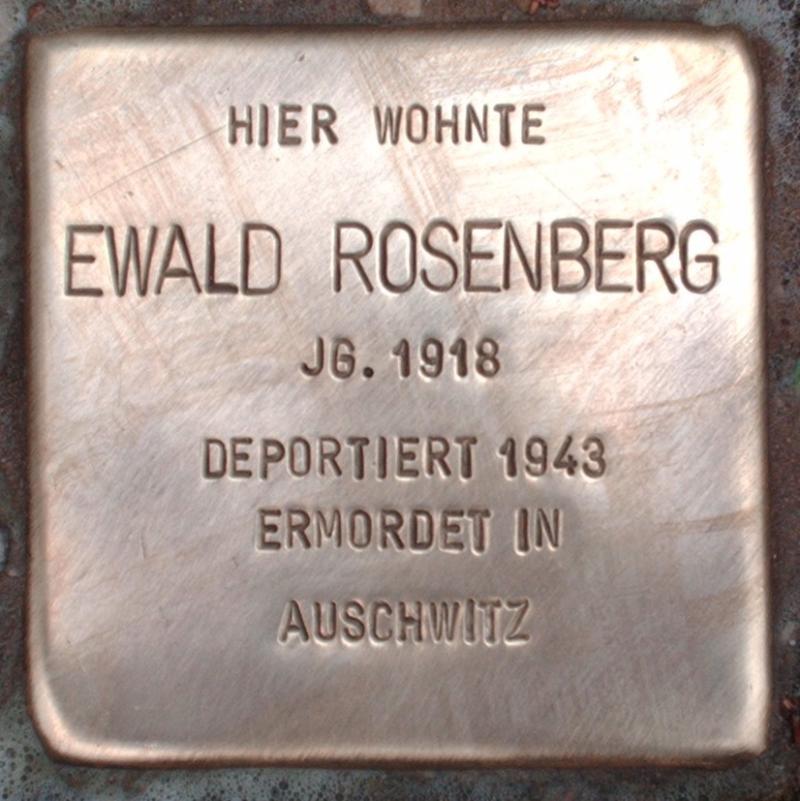 HIER WOHNTE
EWALD ROSENBERG
JG. 1918
DEPORTIERT 1943
ERMORDET IN
AUSCHWITZ